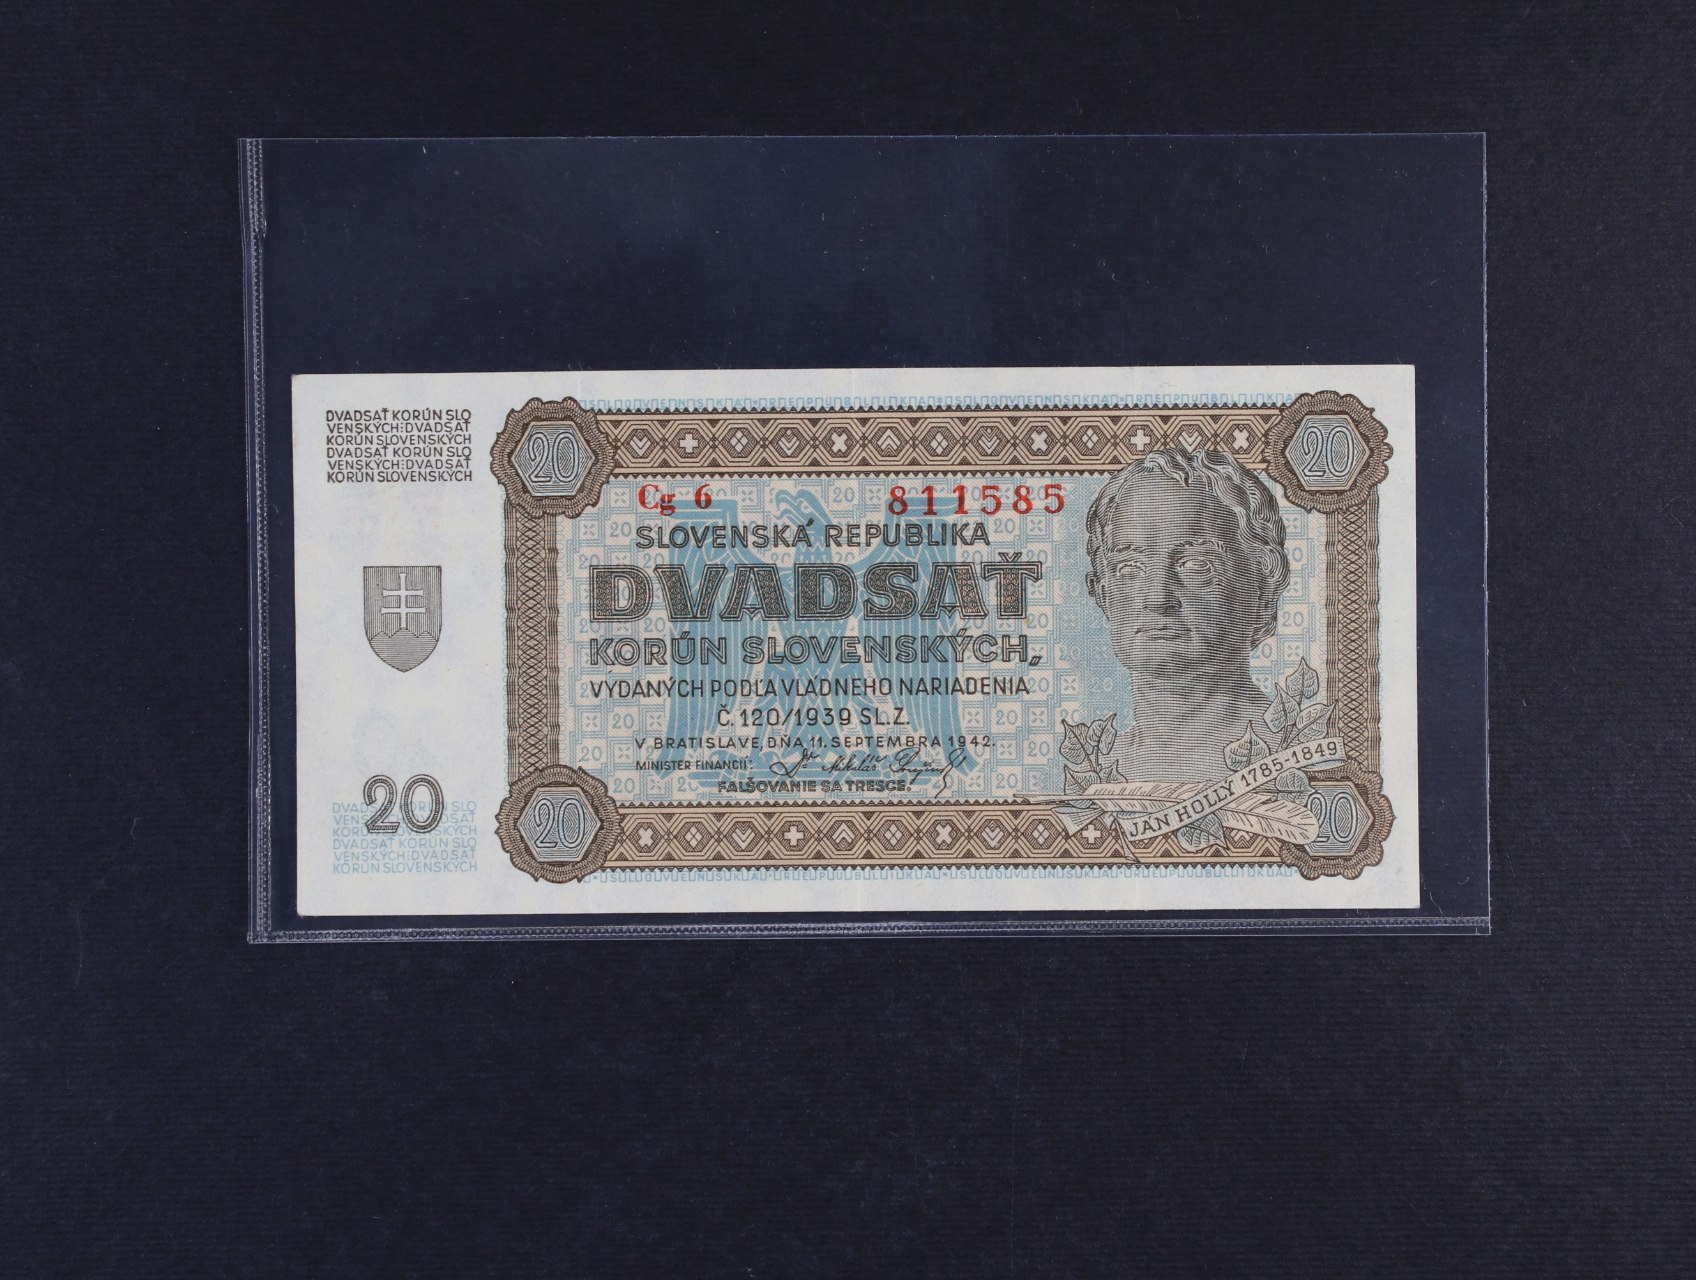 DVADSAŤ KORÚN SLO
VENSKÝCH:DVADSAŤ
KORÚN SLOVENSKÝCH
DVADSAŤ KORÚN SLO
VENSKÝCH:DVADSAŤ
KORÚN SLOVENSKÝCH
20
20
Cg 6 811585
SLOVENSKÁ REPUBLIKA
DVADSAŤ
KORÚN SLOVENSKÝCH,
VYDANÝCH PODĽA VLÁDNEHO NARIADENIA
Č. 120/1939 SL. Z.
V BRATISLAVE, DŇA 11. SEPTEMBRA 1942.
MINISTER FINANCIÍ:
FALŠOVANIE SA TRESCE.
JÁN HOLLÝ 1785-1849
20
DVADSAŤ KORÚN SLO
VENSKÝCH:DVADSAŤ
KORÚN SLOVENSKÝCH
DVADSAŤ KORÚN SLO
VENSKÝCH:DVADSAŤ
KORÚN SLOVENSKÝCH
20
20